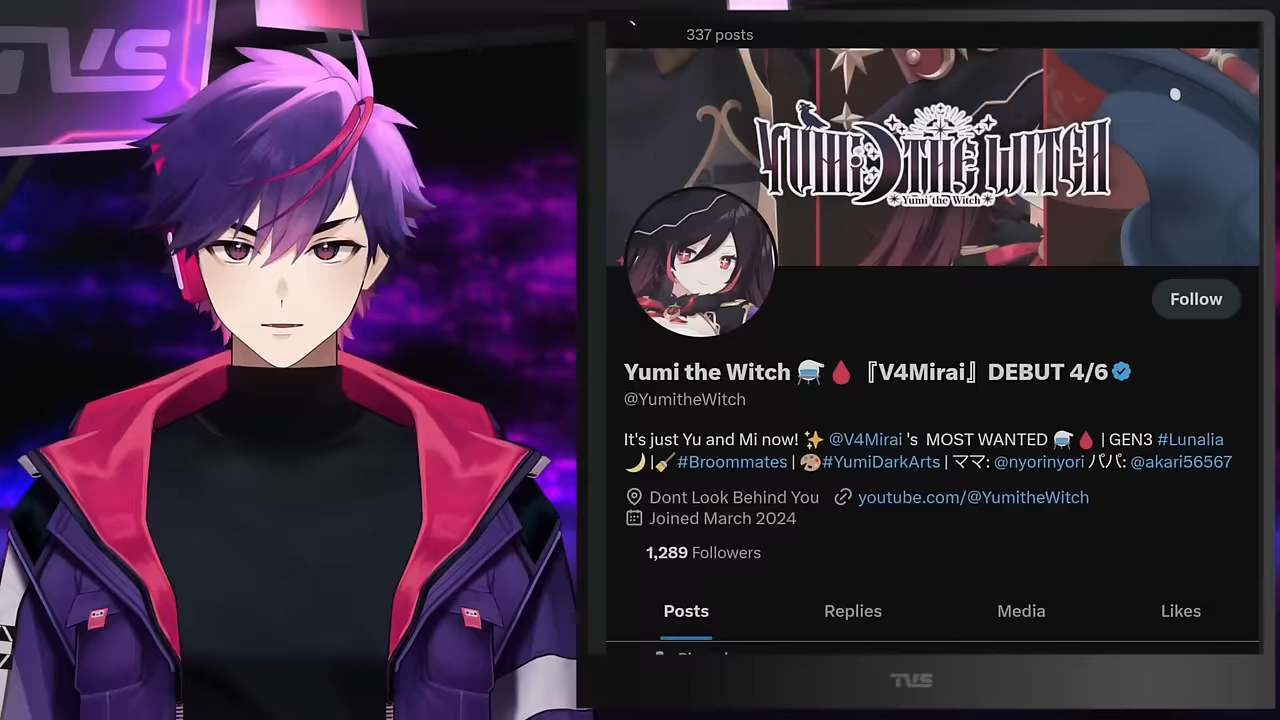 TVS
337 posts
YUMI THE WITCH
Yumi the Witch
Follow
Yumi the Witch ⚗️🩸『V4Mirai』 DEBUT 4/6
@YumitheWitch
It's just Yu and Mi now! ✨ @V4Mirai 's MOST WANTED ⚗️🩸 | GEN3 #Lunalia
🌙 |🧹#Broommates | 🎨#YumiDarkArts | ママ: @nyorinyori パパ: @akari56567
Dont Look Behind You youtube.com/@YumitheWitch
Joined March 2024
1,289 Followers
Posts Replies Media Likes
TVS